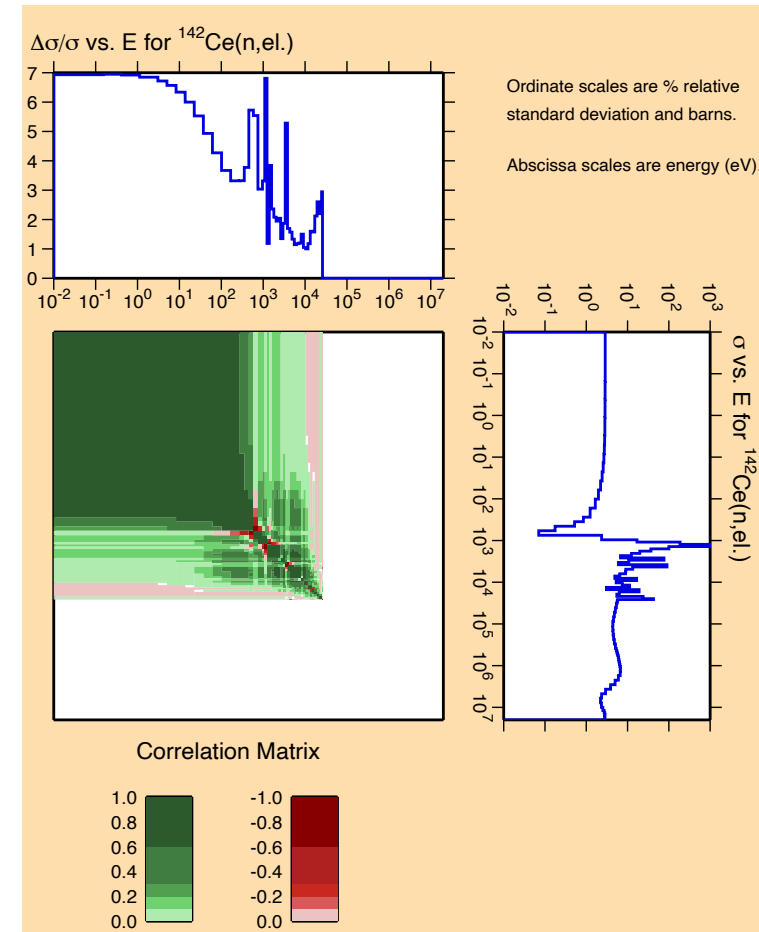 Δσ/σ vs. E for ¹⁴²Ce(n,el.)
7
6
5
4
3
2
1
0
10⁻² 10⁻¹ 10⁰ 10¹ 10² 10³ 10⁴ 10⁵ 10⁶ 10⁷
Ordinate scales are % relative
standard deviation and barns.
Abscissa scales are energy (eV).
10⁻² 10⁻¹ 10⁰ 10¹ 10² 10³
σ vs. E for ¹⁴²Ce(n,el.)
10⁻² 10⁻¹ 10⁰ 10¹ 10² 10³ 10⁴ 10⁵ 10⁶ 10⁷
Correlation Matrix
1.0
0.8
0.6
0.4
0.2
0.0
-1.0
-0.8
-0.6
-0.4
-0.2
0.0